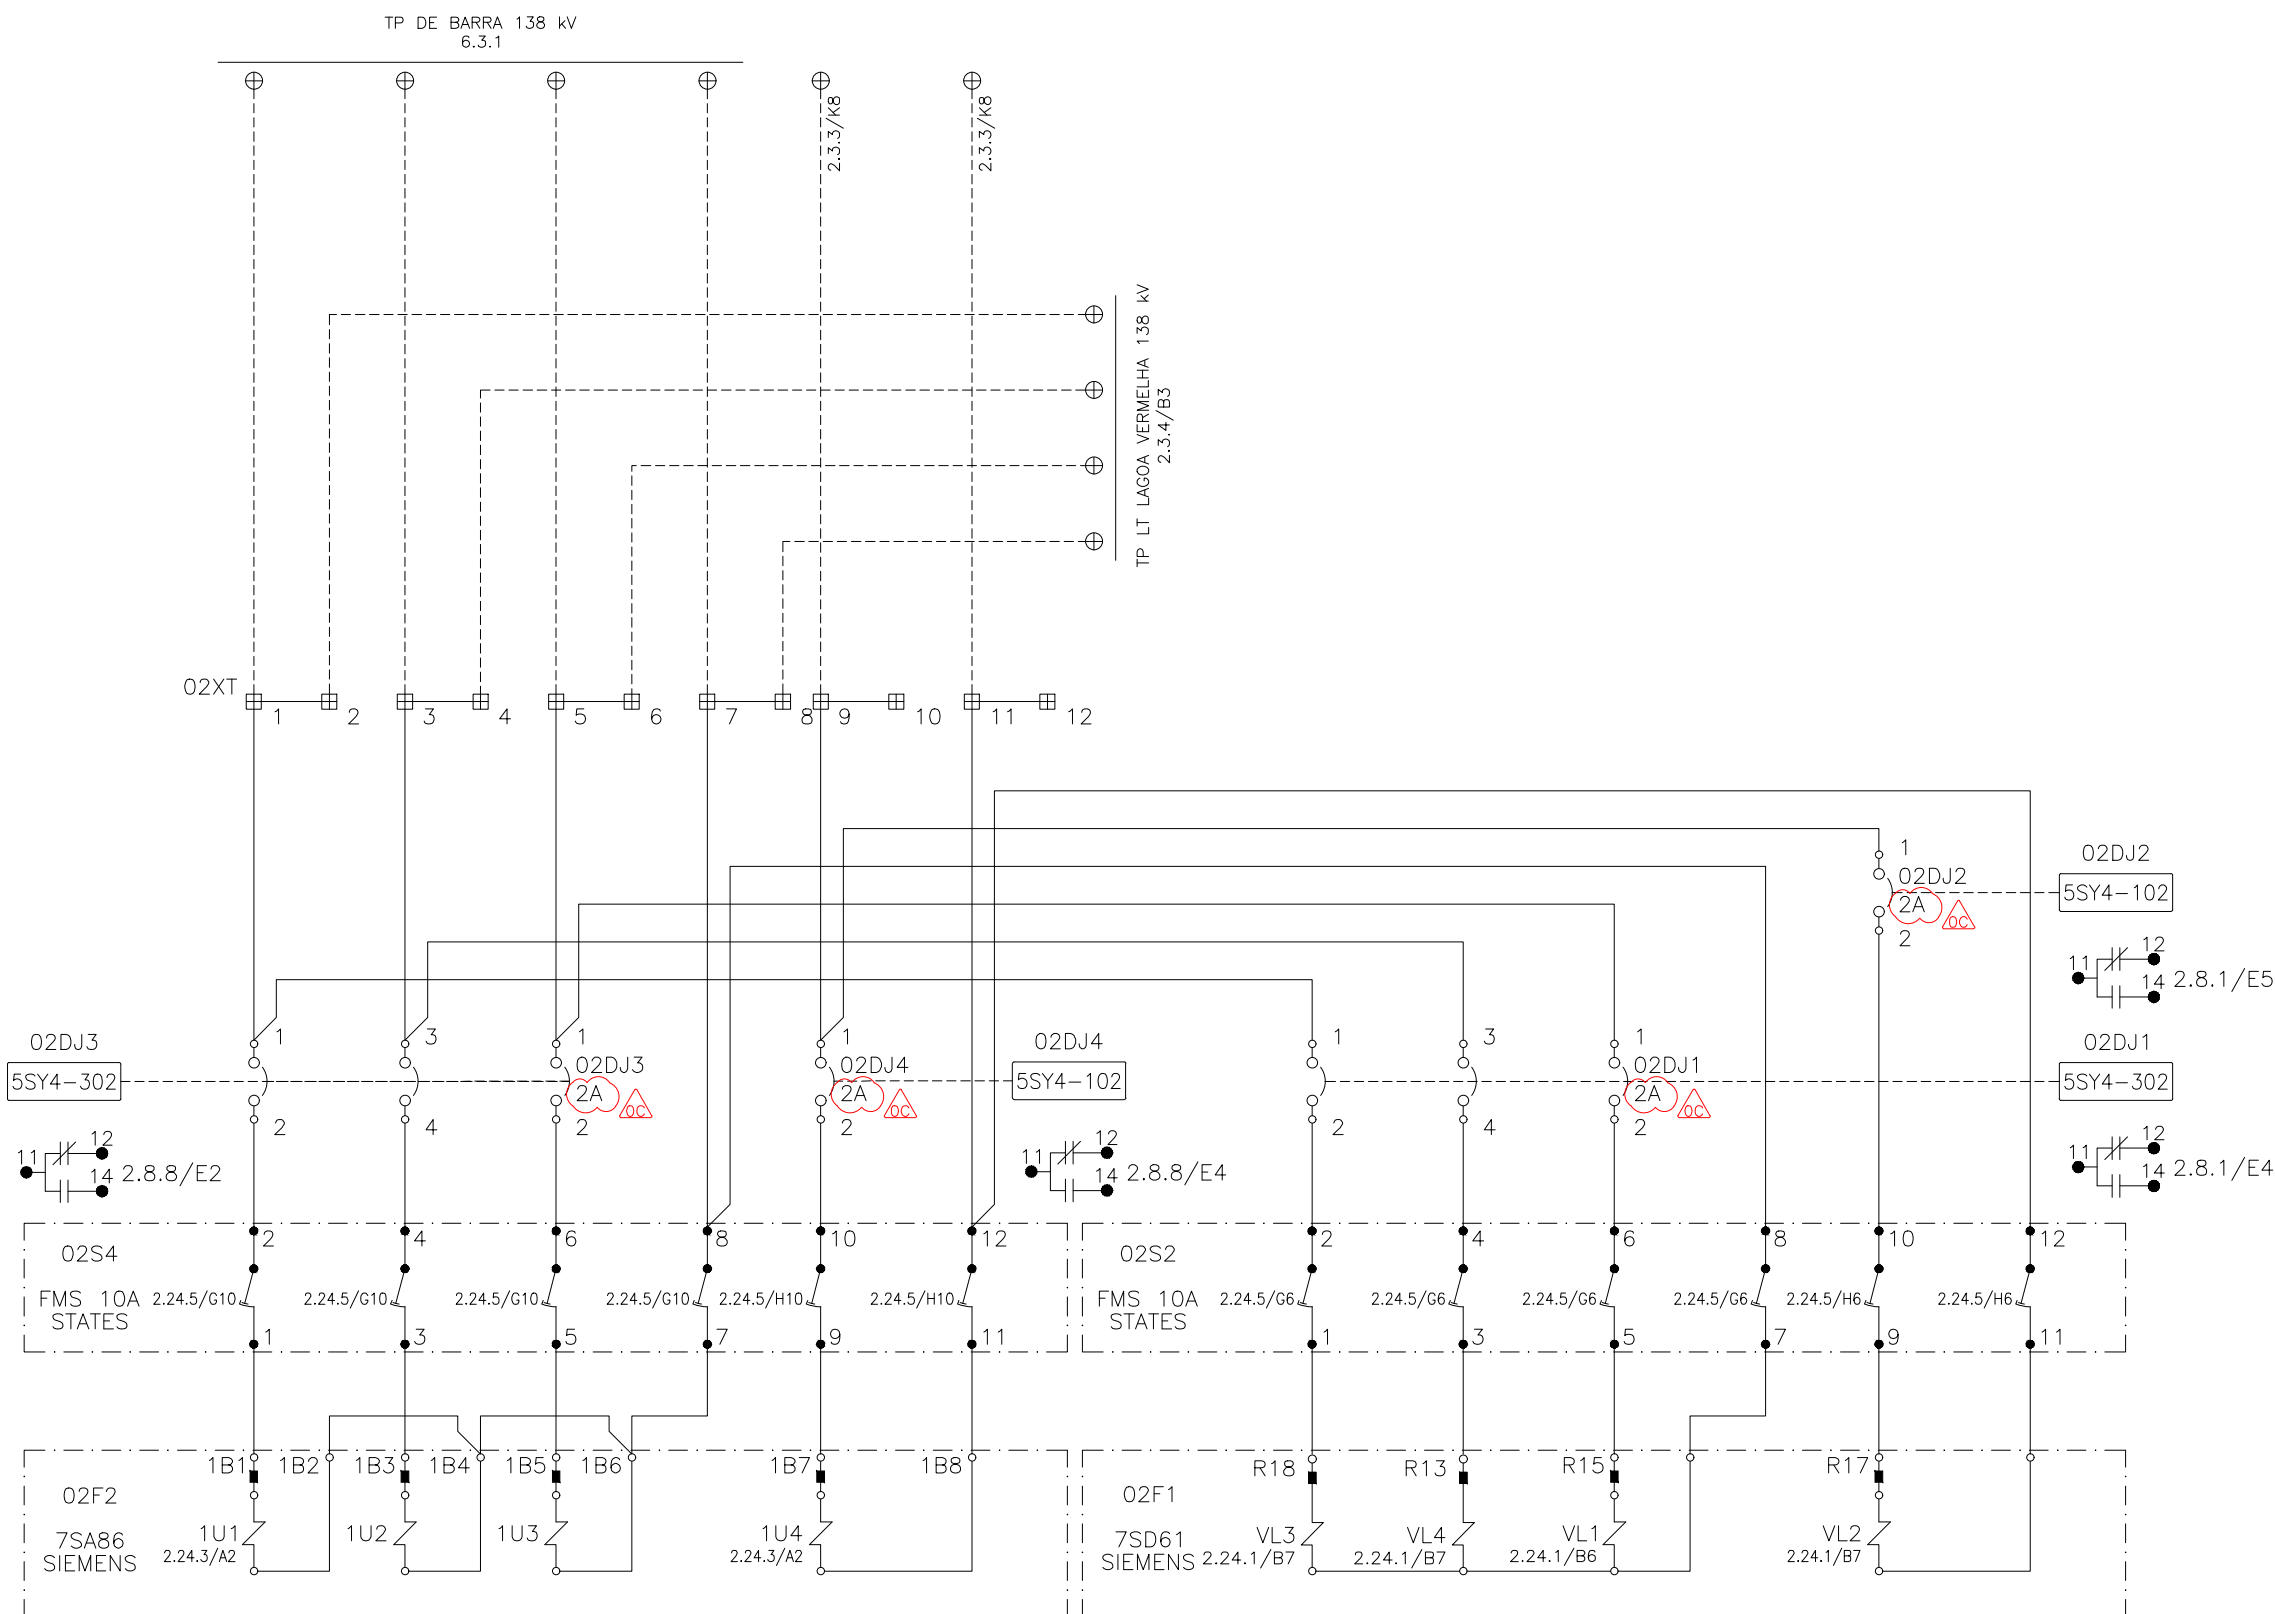 TP DE BARRA 138 kV
6.3.1
2.3.3/K8
2.3.3/K8
TP LT LAGOA VERMELHA 138 kV
2.3.4/B3
02XT
1 2 3 4 5 6 7 8 9 10 11 12
1
02DJ2
2A
0C
2
02DJ2
5SY4-102
11 12
14 2.8.1/E5
02DJ3
5SY4-302
1 3 1
02DJ3
2A
0C
2 4 2
11 12
14 2.8.8/E2
1
02DJ4
2A
0C
2
02DJ4
5SY4-102
11 12
14 2.8.8/E4
1 3 1
02DJ1
2A
0C
2 4 2
02DJ1
5SY4-302
11 12
14 2.8.1/E4
02S4
FMS 10A
STATES
2 4 6 8 10 12
2.24.5/G10 2.24.5/G10 2.24.5/G10 2.24.5/G10 2.24.5/H10 2.24.5/H10
1 3 5 7 9 11
02S2
FMS 10A
STATES
2 4 6 8 10 12
2.24.5/G6 2.24.5/G6 2.24.5/G6 2.24.5/G6 2.24.5/H6 2.24.5/H6
1 3 5 7 9 11
02F2
7SA86
SIEMENS
1B1 1B2 1B3 1B4 1B5 1B6 1B7 1B8
1U1 1U2 1U3 1U4
2.24.3/A2 2.24.3/A2
02F1
7SD61
SIEMENS
R18 R13 R15 R17
VL3 VL4 VL1 VL2
2.24.1/B7 2.24.1/B7 2.24.1/B6 2.24.1/B7